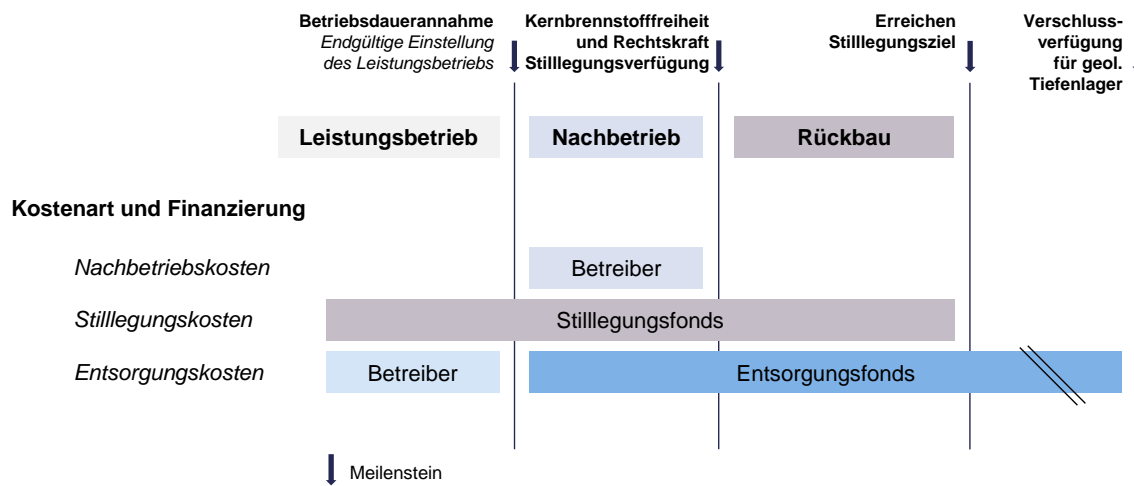 Betriebsdauerannahme
Endgültige Einstellung
des Leistungsbetriebs
Kernbrennstofffreiheit
und Rechtskraft
Stilllegungsverfügung
Erreichen
Stilllegungsziel
Verschluss-
verfügung
für geol.
Tiefenlager
Leistungsbetrieb
Nachbetrieb
Rückbau
Kostenart und Finanzierung
Nachbetriebskosten
Betreiber
Stilllegungskosten
Stilllegungsfonds
Entsorgungskosten
Betreiber
Entsorgungsfonds
Meilenstein